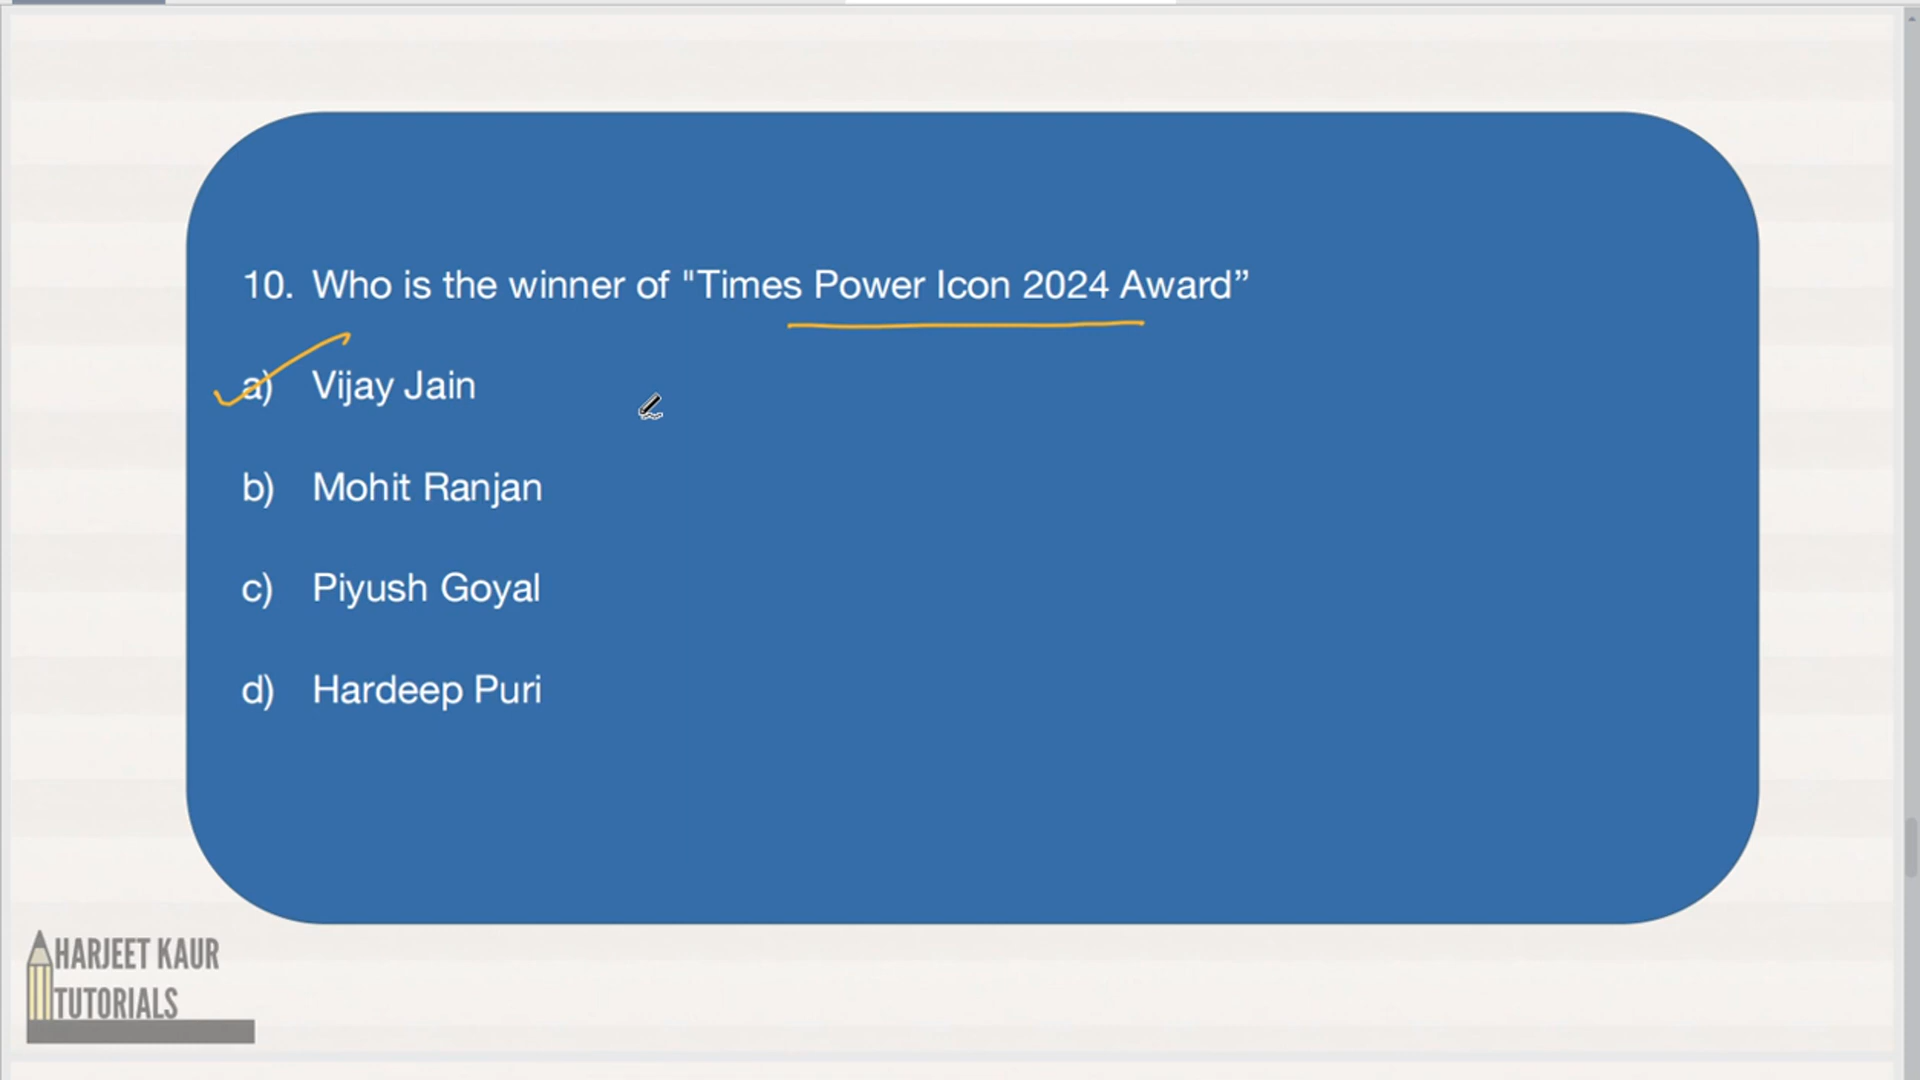 10. Who is the winner of "Times Power Icon 2024 Award”
a) Vijay Jain
b) Mohit Ranjan
c) Piyush Goyal
d) Hardeep Puri
HARJEET KAUR
TUTORIALS